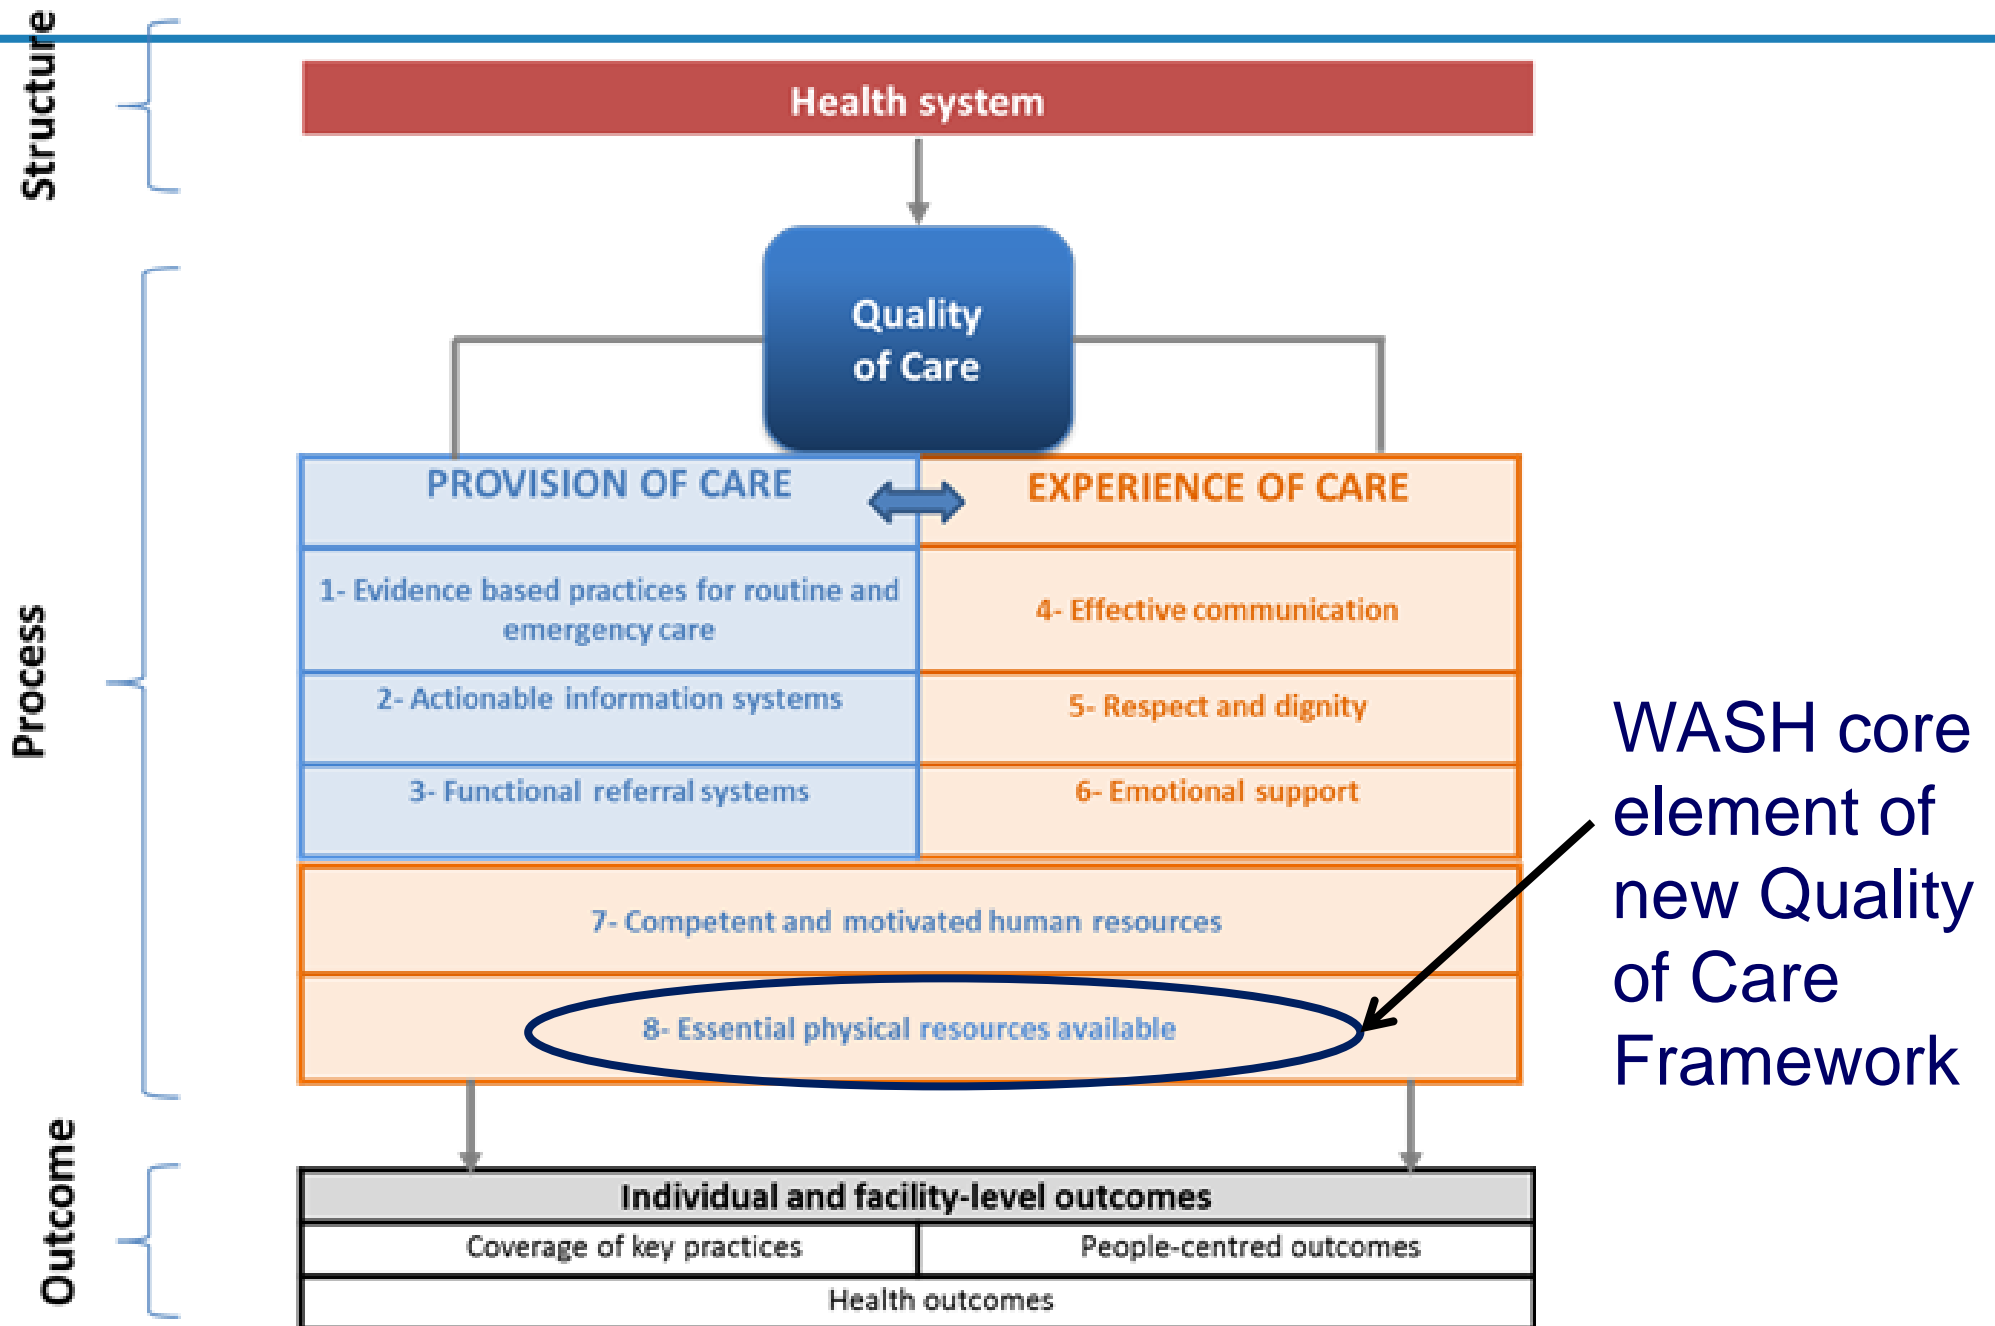 Structure
Health system
Quality
of Care
Process
PROVISION OF CARE
EXPERIENCE OF CARE
1- Evidence based practices for routine and
emergency care
4- Effective communication
2- Actionable information systems
5- Respect and dignity
3- Functional referral systems
6- Emotional support
7- Competent and motivated human resources
8- Essential physical resources available
WASH core
element of
new Quality
of Care
Framework
Outcome
Individual and facility-level outcomes
Coverage of key practices
People-centred outcomes
Health outcomes